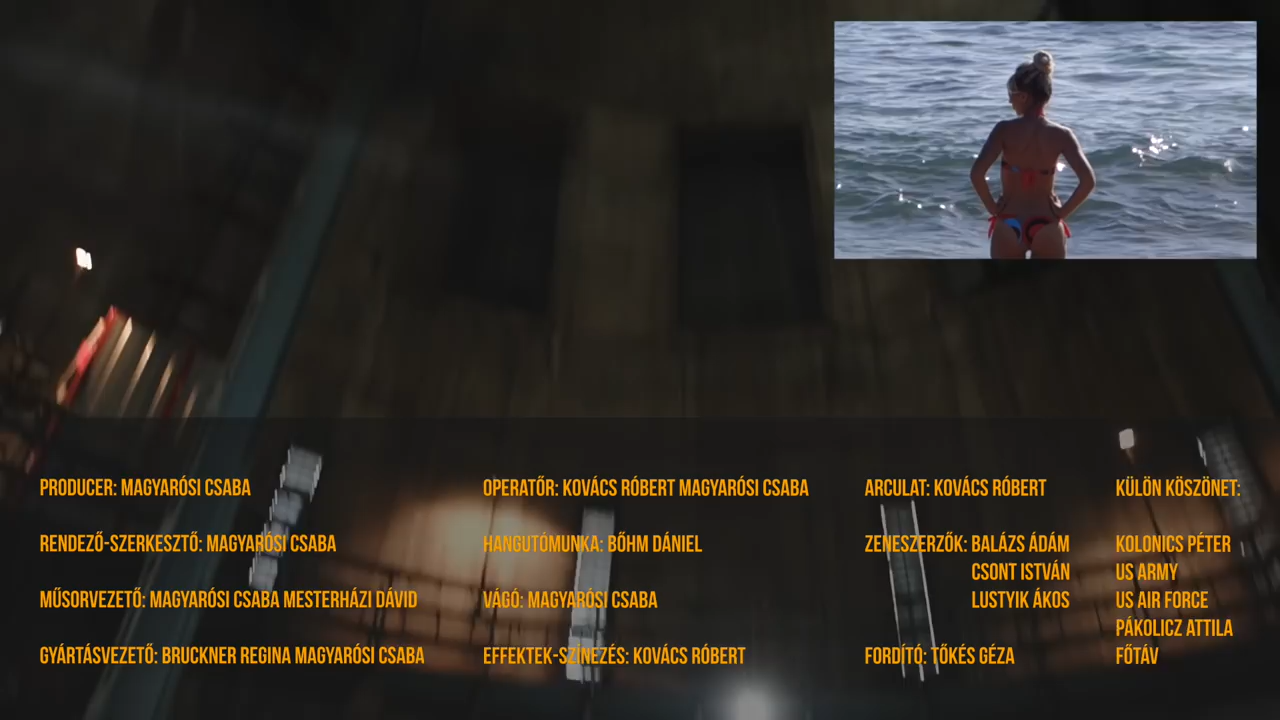 PRODUCER: MAGYARÓSI CSABA
RENDEZŐ-SZERKESZTŐ: MAGYARÓSI CSABA
MŰSORVEZETŐ: MAGYARÓSI CSABA MESTERHÁZI DÁVID
GYÁRTÁSVEZETŐ: BRUCKNER REGINA MAGYARÓSI CSABA
OPERATŐR: KOVÁCS RÓBERT MAGYARÓSI CSABA
HANGUTÓMUNKA: BŐHM DÁNIEL
VÁGÓ: MAGYARÓSI CSABA
EFFEKTEK-SZÍNEZÉS: KOVÁCS RÓBERT
ARCULAT: KOVÁCS RÓBERT
ZENESZERZŐK: BALÁZS ÁDÁM
CSONT ISTVÁN
LUSTYIK ÁKOS
FORDÍTÓ: TŐKÉS GÉZA
KÜLÖN KÖSZÖNET:
KOLONICS PÉTER
US ARMY
US AIR FORCE
PÁKOLICZ ATTILA
FŐTÁV